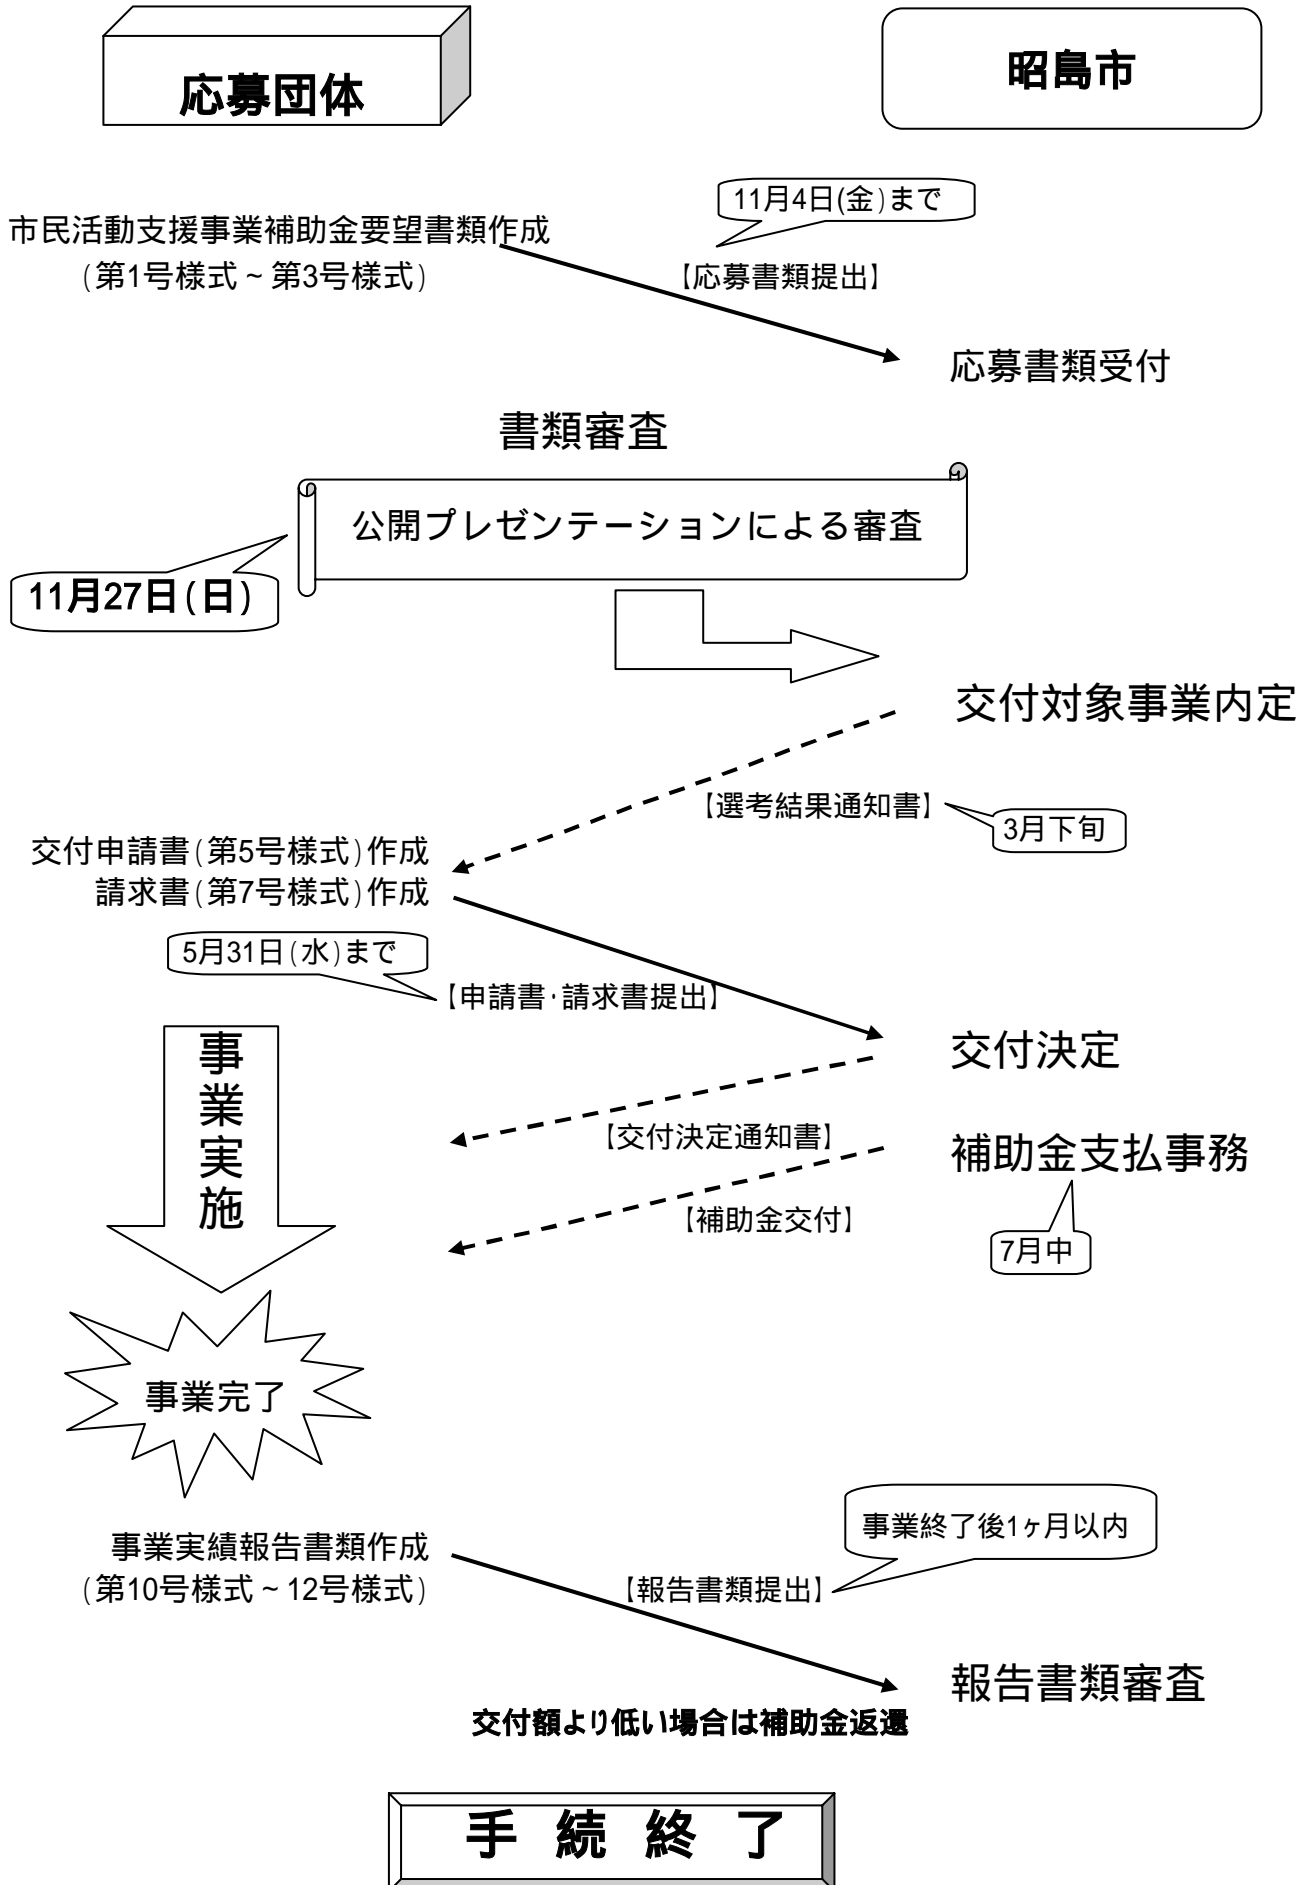 応募団体
昭島市
11月4日(金)まで
市民活動支援事業補助金要望書類作成
(第1号様式~第3号様式)
【応募書類提出】
応募書類受付
書類審査
公開プレゼンテーションによる審査
11月27日(日)
交付対象事業内定
【選考結果通知書】
3月下旬
交付申請書(第5号様式)作成
請求書(第7号様式)作成
5月31日(水)まで
【申請書・請求書提出】
事業実施
交付決定
【交付決定通知書】
補助金支払事務
【補助金交付】
7月中
事業完了
事業終了後1ヶ月以内
事業実績報告書類作成
(第10号様式~12号様式)
【報告書類提出】
報告書類審査
交付額より低い場合は補助金返還
手続終了